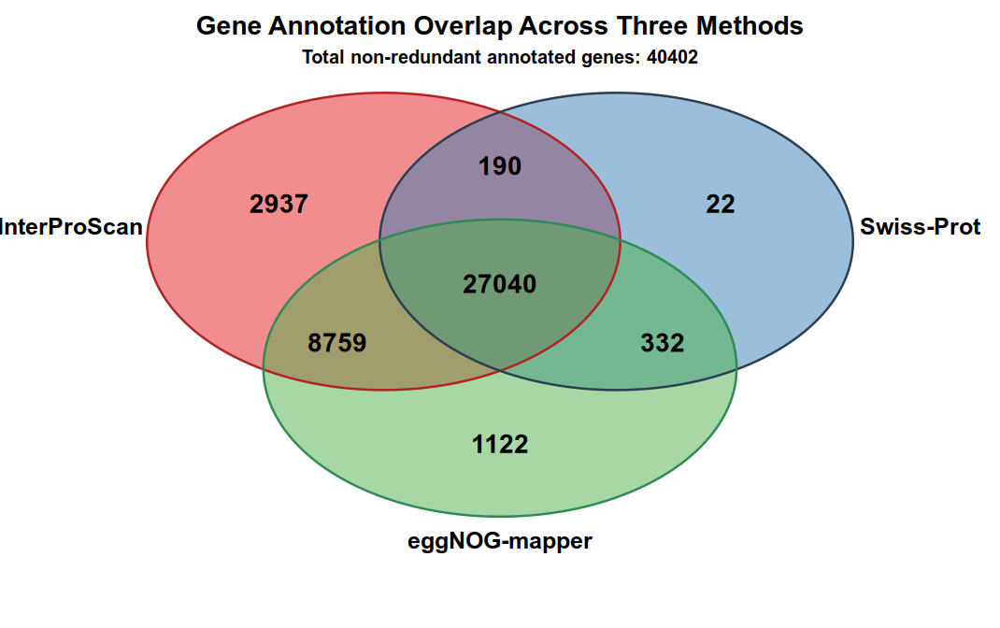 Gene Annotation Overlap Across Three Methods
Total non-redundant annotated genes: 40402
190
2937
22
InterProScan
Swiss-Prot
27040
8759
332
1122
eggNOG-mapper